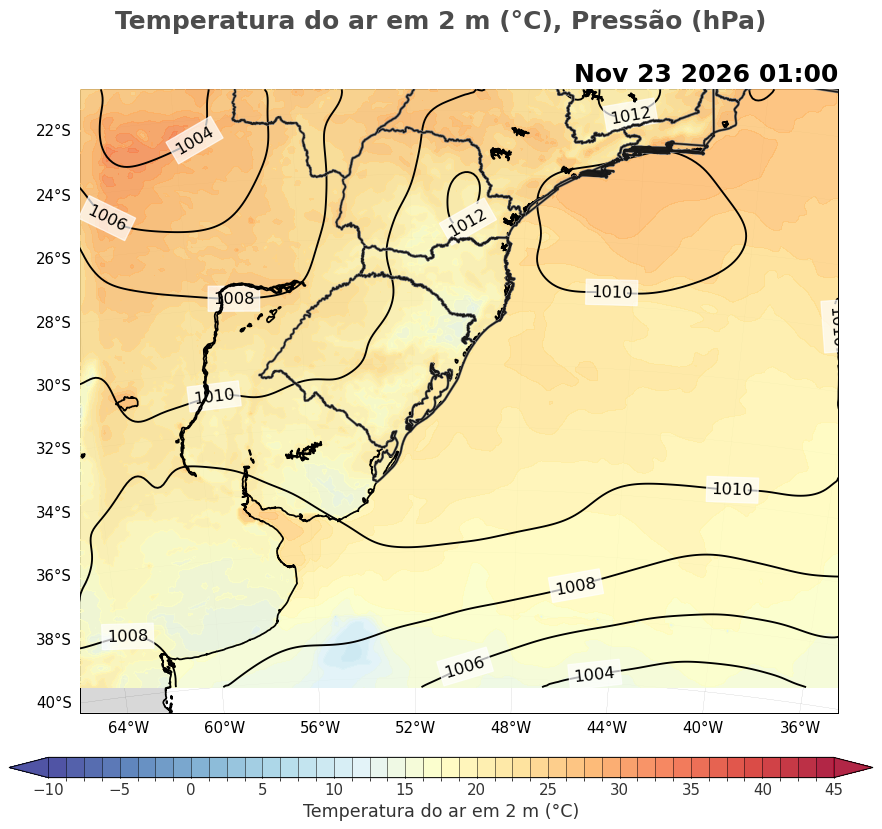 Temperatura do ar em 2 m (°C), Pressão (hPa)
Nov 23 2026 01:00
22°S
24°S
26°S
28°S
30°S
32°S
34°S
36°S
38°S
40°S
1012
1004
1006
1012
1008
1010
1010
1010
1010
1008
1008
1006
1004
64°W
60°W
56°W
52°W
48°W
44°W
40°W
36°W
−10
−5
0
5
10
15
20
25
30
35
40
45
Temperatura do ar em 2 m (°C)